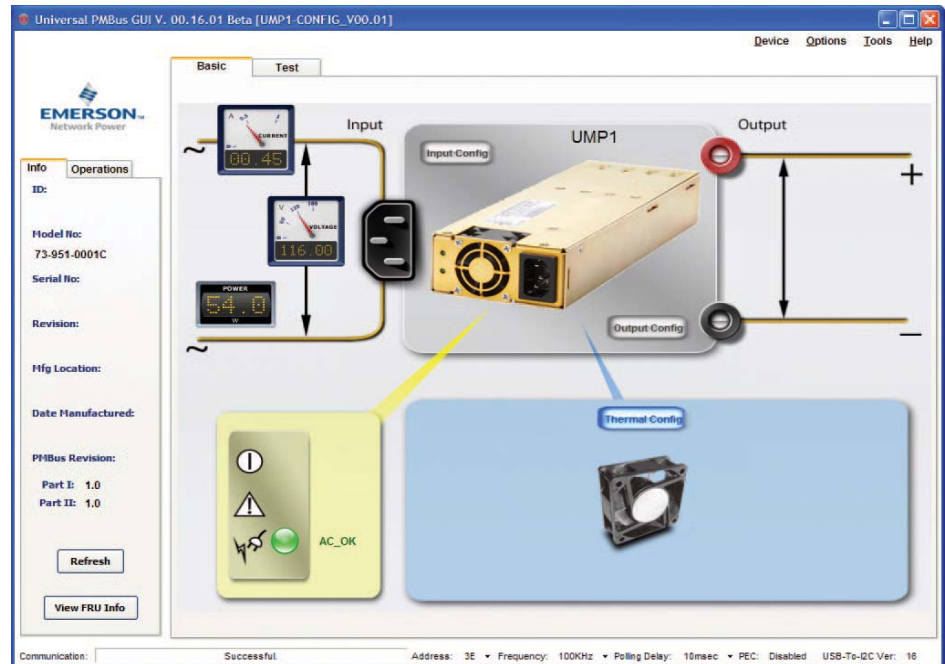 Universal PMBus GUI V. 00.16.01 Beta [UMP1-CONFIG_V00.01]
Device Options Tools Help
Basic Test
EMERSON™
Network Power
Info Operations
ID:
Model No:
73-951-0001C
Serial No:
Revision:
Mfg Location:
Date Manufactured:
PMBus Revision:
Part I: 1.0
Part II: 1.0
Refresh
View FRU Info
A
CURRENT
00.45
Input
V
VOLTAGE
116.00
POWER
54.0
W
~
~
Input Config
UMP1
Output
+
Output Config
−
AC_OK
Thermal Config
Communication: Successful. Address: 3E Frequency: 100KHz Polling Delay: 10msec PEC: Disabled USB-To-I2C Ver: 16